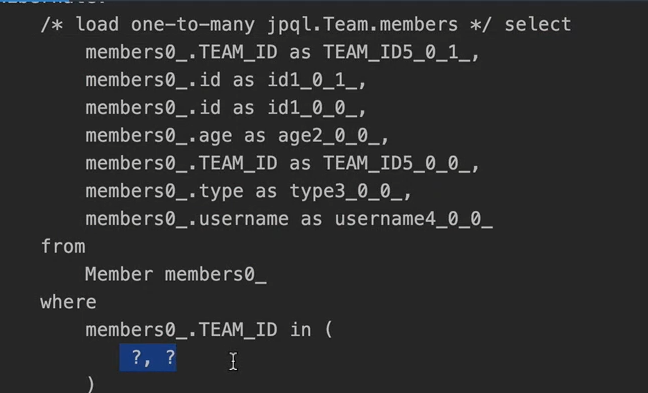 /* load one-to-many jpql.Team.members */ select
members0_.TEAM_ID as TEAM_ID5_0_1_,
members0_.id as id1_0_1_,
members0_.id as id1_0_0_,
members0_.age as age2_0_0_,
members0_.TEAM_ID as TEAM_ID5_0_0_,
members0_.type as type3_0_0_,
members0_.username as username4_0_0_
from
Member members0_
where
members0_.TEAM_ID in (
?, ?
)